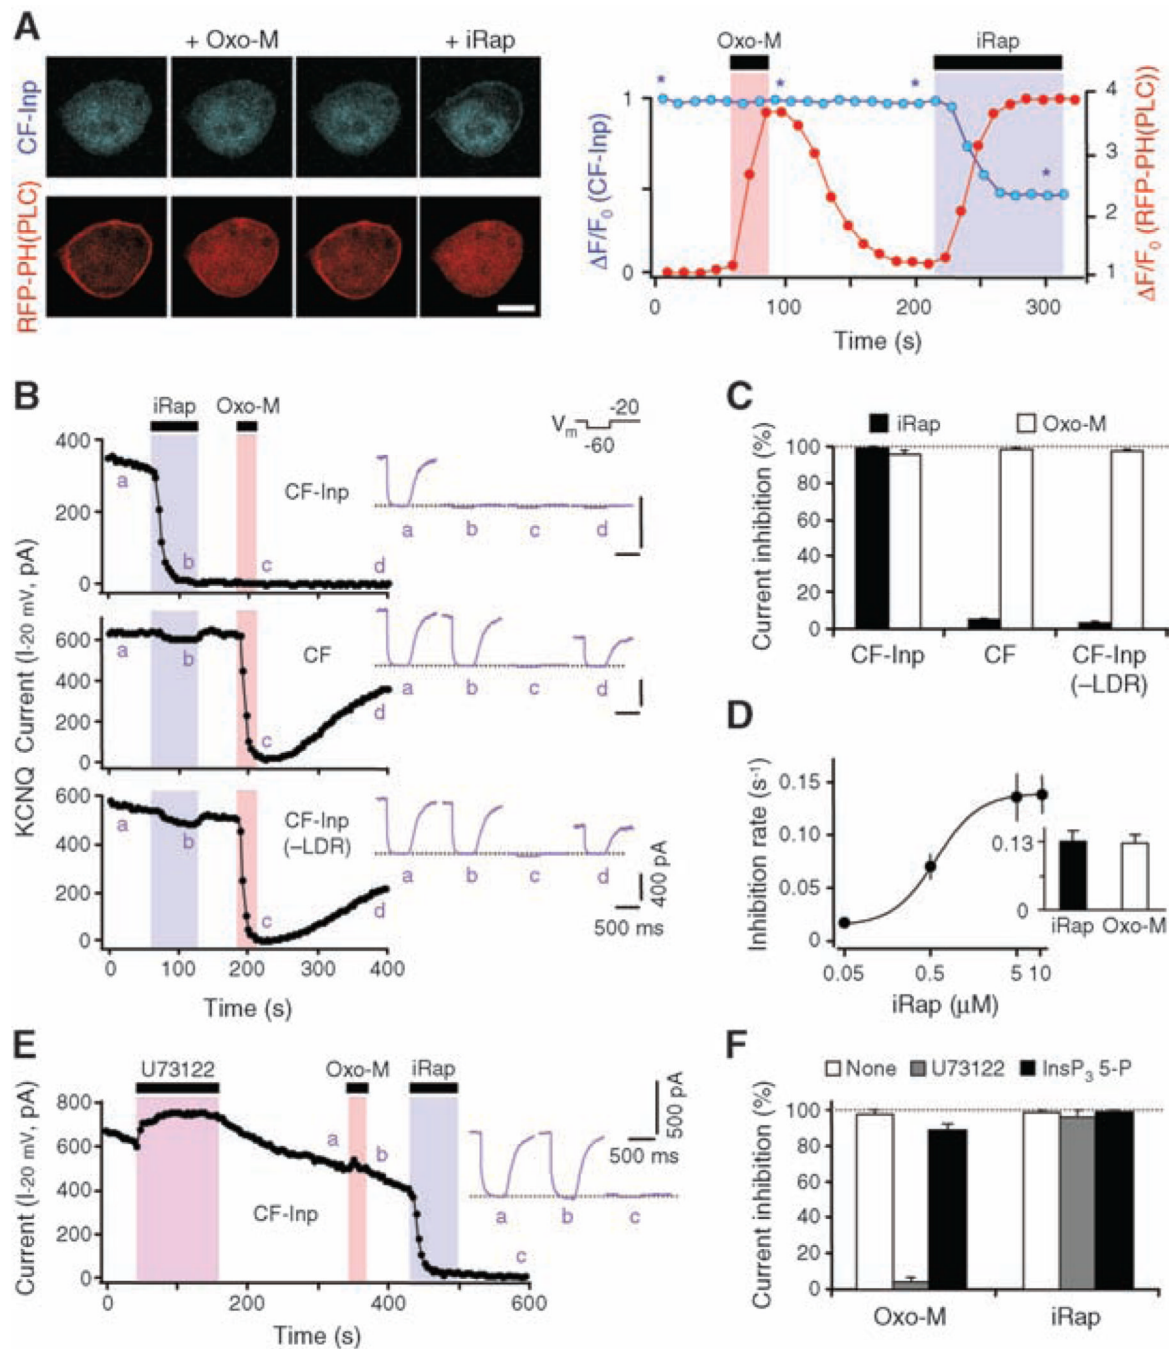 A
+ Oxo-M
+ iRap
CF-Inp
RFP-PH(PLC)
Oxo-M
iRap
*
*
*
*
1
0
4
3
2
1
ΔF/F₀ (CF-Inp)
ΔF/F₀ (RFP-PH(PLC))
0
100
200
300
Time (s)
B
iRap
Oxo-M
Vm
-20
-60
400
200
0
a
b
c
d
CF-Inp
a
b
c
d
600
400
200
0
a
b
c
d
CF
a
b
c
d
600
400
200
0
a
b
c
d
CF-Inp
(–LDR)
a
b
c
d
400 pA
500 ms
KCNQ Current (I-20 mV, pA)
0
100
200
300
400
Time (s)
C
iRap
Oxo-M
100
80
60
40
20
0
Current inhibition (%)
CF-Inp
CF
CF-Inp
(–LDR)
D
0.15
0.10
0.05
0
Inhibition rate (s⁻¹)
0.05
0.5
5 10
iRap (μM)
0.13
0
iRap
Oxo-M
E
U73122
Oxo-M
iRap
800
600
400
200
0
Current (I-20 mV, pA)
a
b
c
CF-Inp
500 pA
500 ms
a
b
c
0
200
400
600
Time (s)
F
None
U73122
InsP₃ 5-P
100
80
60
40
20
0
Current inhibition (%)
Oxo-M
iRap